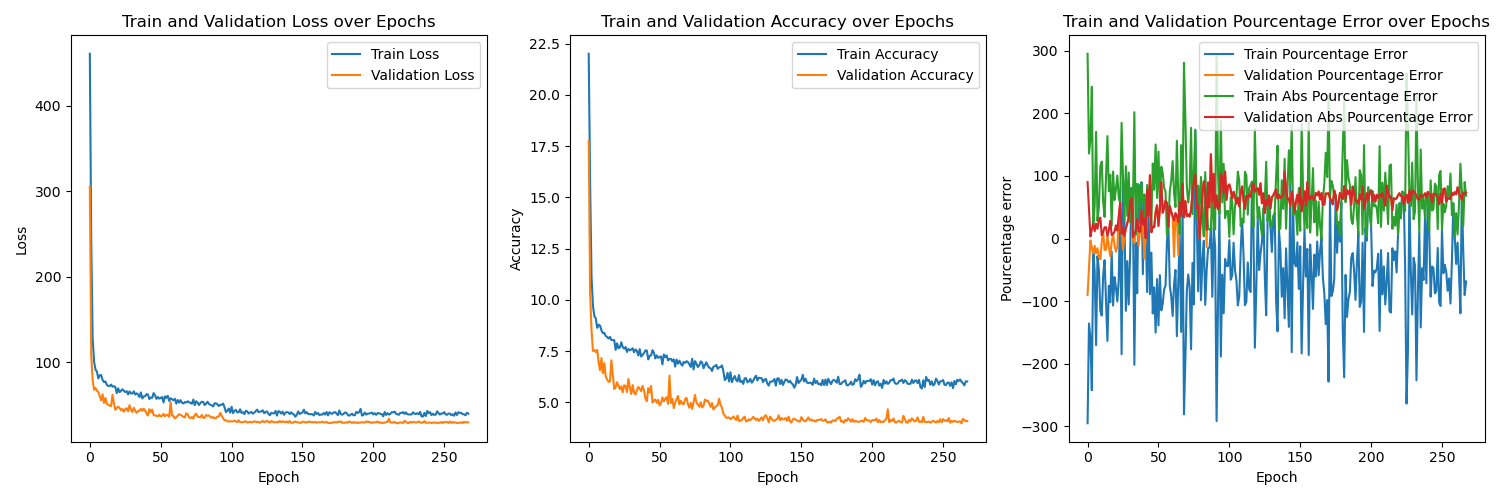 Train and Validation Loss over Epochs
Train Loss
Validation Loss
400
300
200
100
Loss
0
50
100
150
200
250
Epoch
Train and Validation Accuracy over Epochs
Train Accuracy
Validation Accuracy
22.5
20.0
17.5
15.0
12.5
10.0
7.5
5.0
Accuracy
0
50
100
150
200
250
Epoch
Train and Validation Pourcentage Error over Epochs
Train Pourcentage Error
Validation Pourcentage Error
Train Abs Pourcentage Error
Validation Abs Pourcentage Error
300
200
100
0
−100
−200
−300
Pourcentage error
0
50
100
150
200
250
Epoch